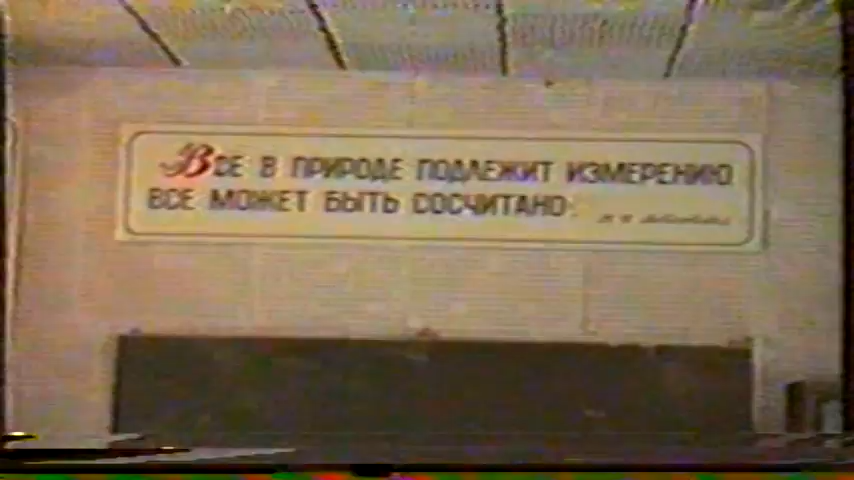 Все в природе подлежит измерению
все может быть сосчитано.